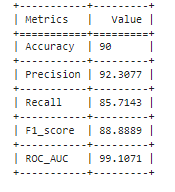 +-----------+---------+
| Metrics | Value |
+===========+=========+
| Accuracy | 90 |
+-----------+---------+
| Precision | 92.3077 |
+-----------+---------+
| Recall | 85.7143 |
+-----------+---------+
| F1_score | 88.8889 |
+-----------+---------+
| ROC_AUC | 99.1071 |
+-----------+---------+